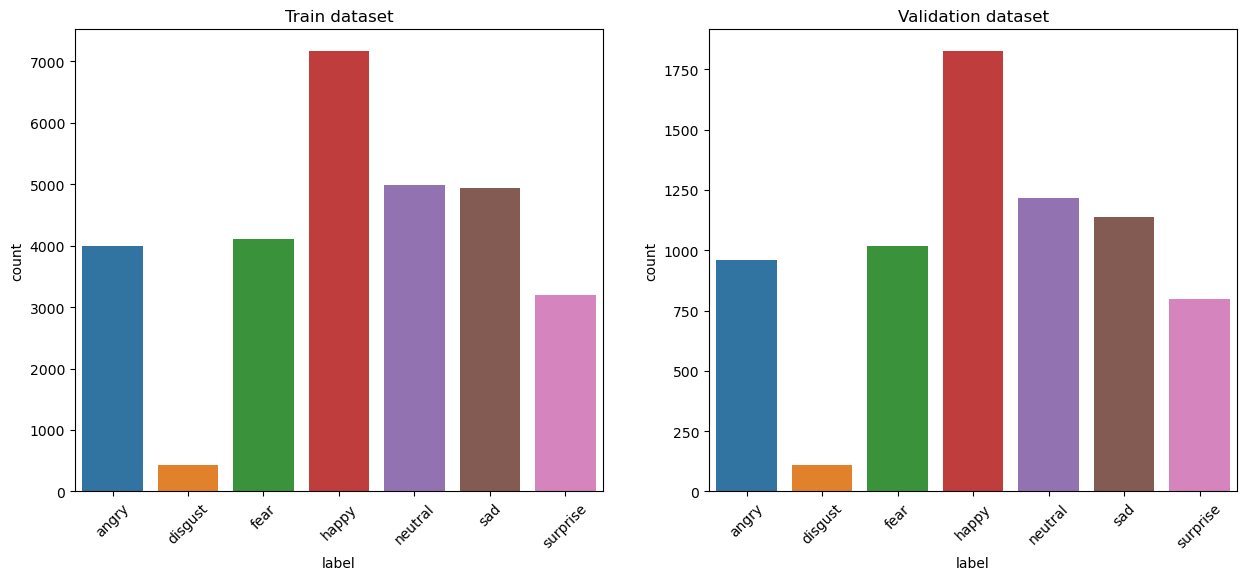 Train dataset
count
7000
6000
5000
4000
3000
2000
1000
0
angry disgust fear happy neutral sad surprise
label
Validation dataset
count
1750
1500
1250
1000
750
500
250
0
angry disgust fear happy neutral sad surprise
label